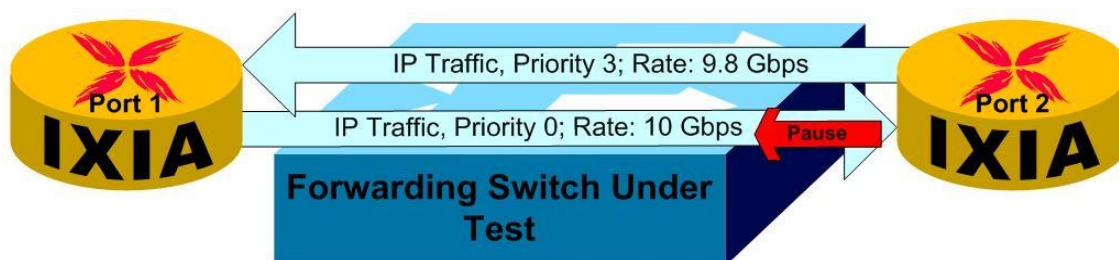 IP Traffic, Priority 3; Rate: 9.8 Gbps
Port 1
IXIA
IP Traffic, Priority 0; Rate: 10 Gbps
Pause
Port 2
IXIA
Forwarding Switch Under
Test